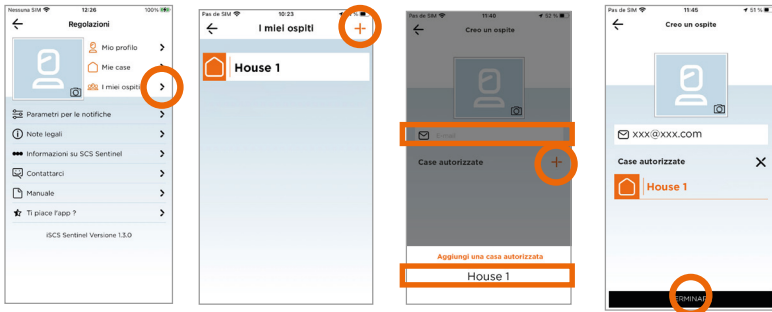 Nessuna SIM 12:26 100%
Regolazioni
Mio profilo
Mie case
I miei ospiti
Parametri per le notifiche
Note legali
Informazioni su SCS Sentinel
Contattarci
Manuale
Ti piace l'app ?
iSCS Sentinel Versione 1.3.0
Pas de SIM 10:23
I miei ospiti
House 1
Pas de SIM 11:40 52 %
Creo un ospite
E-mail
Case autorizzate
Aggiungi una casa autorizzata
House 1
Pas de SIM 11:45 51 %
Creo un ospite
xxx@xxx.com
Case autorizzate
House 1
TERMINARE